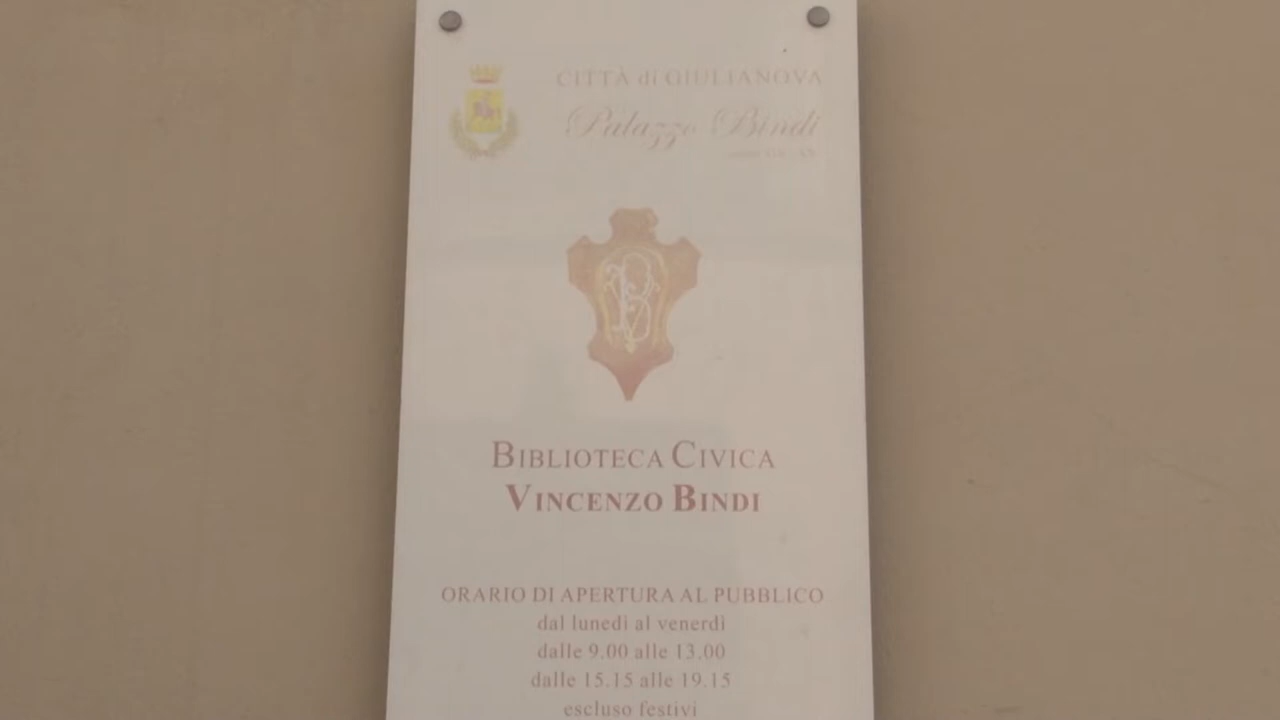 CITTÀ di GIULIANOVA
Palazzo Bindi
BIBLIOTECA CIVICA
VINCENZO BINDI
ORARIO DI APERTURA AL PUBBLICO
dal lunedì al venerdì
dalle 9.00 alle 13.00
dalle 15.15 alle 19.15
escluso festivi